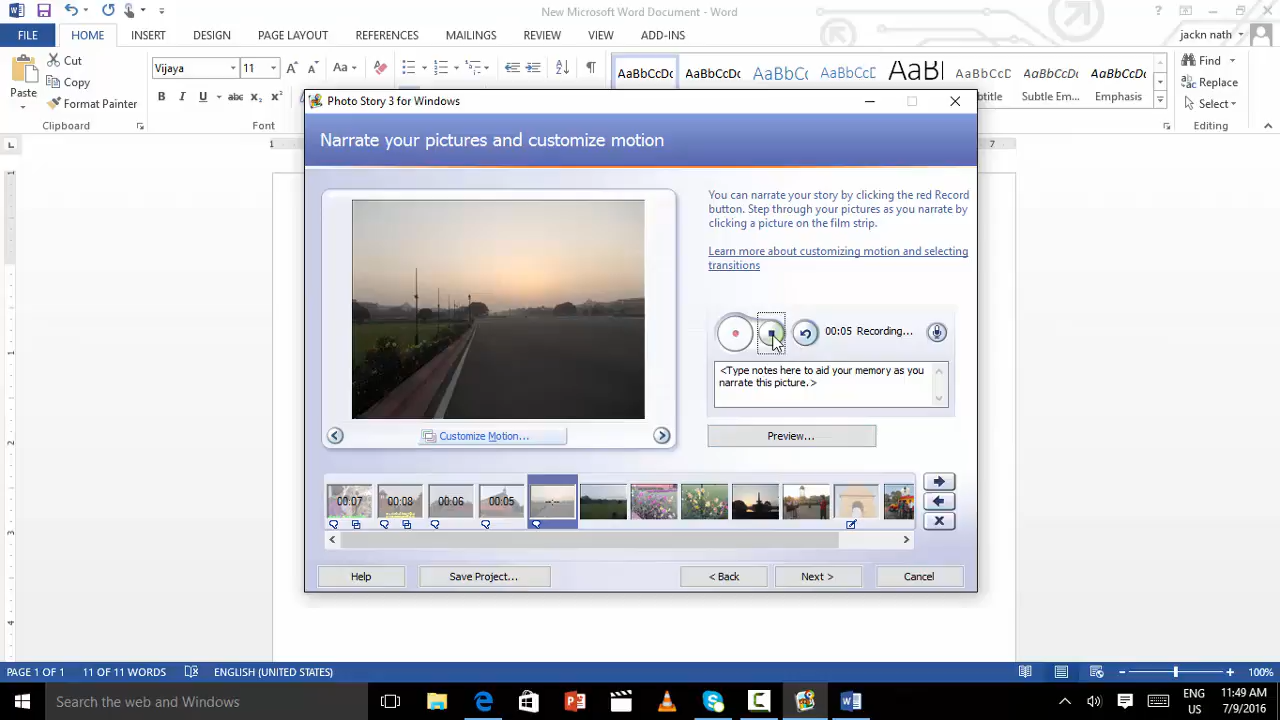 New Microsoft Word Document - Word
?
FILE HOME INSERT DESIGN PAGE LAYOUT REFERENCES MAILINGS REVIEW VIEW ADD-INS
jackn nath
Paste
Cut
Copy
Format Painter
Clipboard
Vijaya 11
Aa
B I U abc x₂ x²
Font
AaBbCcDc AaBbCcDc AaBbCc AaBbCcC AaBl AaBbCcD AaBbCcDc AaBbCcDc
Subtle Em... Emphasis
Find
Replace
Select
Editing
Photo Story 3 for Windows
Narrate your pictures and customize motion
You can narrate your story by clicking the red Record
button. Step through your pictures as you narrate by
clicking a picture on the film strip.
Learn more about customizing motion and selecting
transitions
00:05 Recording...
<Type notes here to aid your memory as you
narrate this picture.>
Customize Motion...
Preview...
00:07 00:08 00:06 00:05
Help
Save Project...
< Back
Next >
Cancel
PAGE 1 OF 1 11 OF 11 WORDS ENGLISH (UNITED STATES) 100%
Search the web and Windows
ENG
US
11:49 AM
7/9/2016